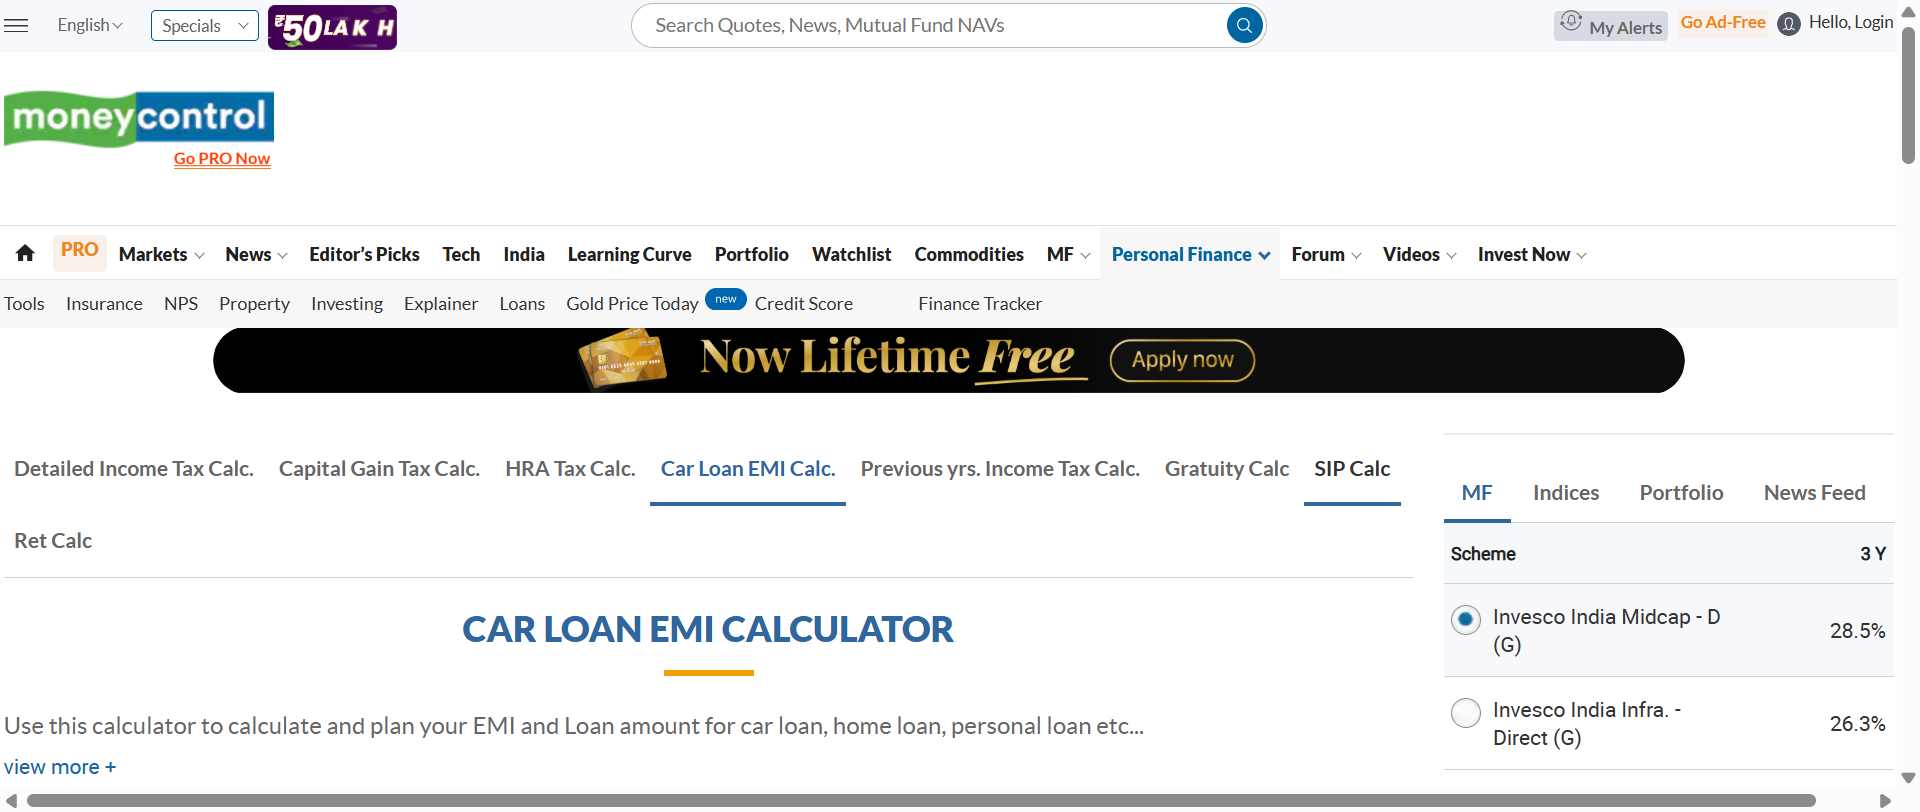 English
Specials
₹50 LAKH
Search Quotes, News, Mutual Fund NAVs
My Alerts
Go Ad-Free
Hello, Login
moneycontrol
Go PRO Now
PRO
Markets
News
Editor’s Picks
Tech
India
Learning Curve
Portfolio
Watchlist
Commodities
MF
Personal Finance
Forum
Videos
Invest Now
Tools
Insurance
NPS
Property
Investing
Explainer
Loans
Gold Price Today
new
Credit Score
Finance Tracker
Now Lifetime Free
Apply now
Detailed Income Tax Calc.
Capital Gain Tax Calc.
HRA Tax Calc.
Car Loan EMI Calc.
Previous yrs. Income Tax Calc.
Gratuity Calc
SIP Calc
Ret Calc
CAR LOAN EMI CALCULATOR
Use this calculator to calculate and plan your EMI and Loan amount for car loan, home loan, personal loan etc...
view more +
MF
Indices
Portfolio
News Feed
Scheme
3 Y
Invesco India Midcap - D
(G)
28.5%
Invesco India Infra. -
Direct (G)
26.3%